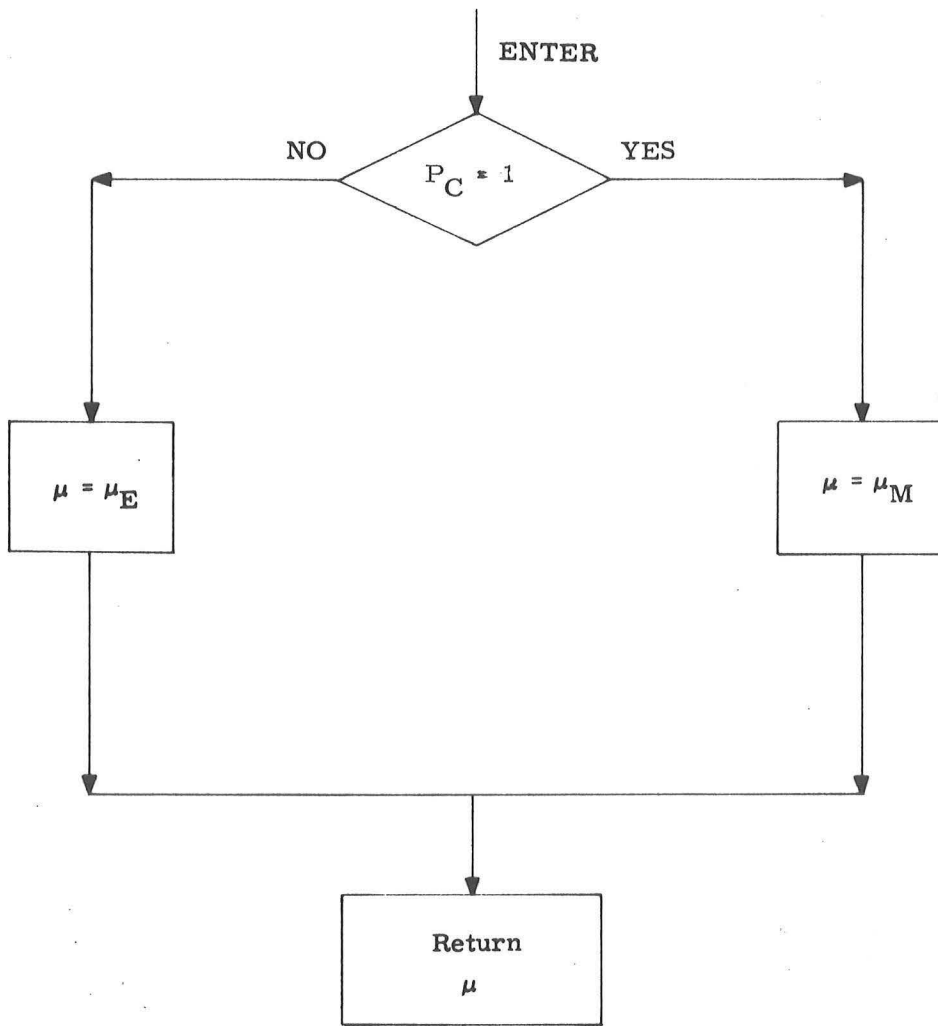 ENTER
NO
YES
P_C = 1
μ = μ_E
μ = μ_M
Return
μ